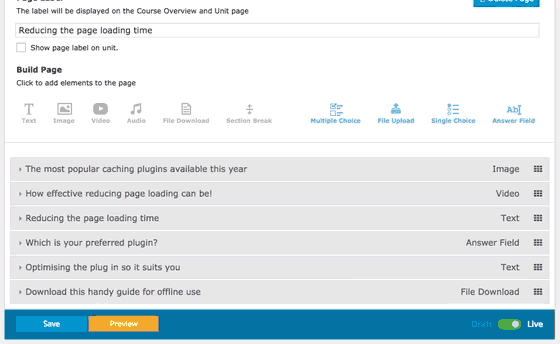 The label will be displayed on the Course Overview and Unit page
Reducing the page loading time
Show page label on unit.
Build Page
Click to add elements to the page
Text Image Video Audio File Download Section Break Multiple Choice File Upload Single Choice Answer Field
The most popular caching plugins available this year Image
How effective reducing page loading can be! Video
Reducing the page loading time Text
Which is your preferred plugin? Answer Field
Optimising the plug in so it suits you Text
Download this handy guide for offline use File Download
Save Preview Draft Live